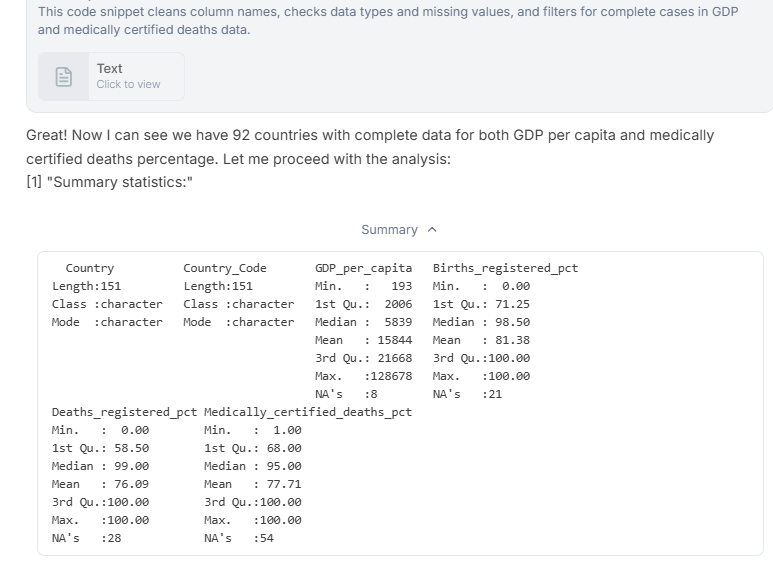 This code snippet cleans column names, checks data types and missing values, and filters for complete cases in GDP
and medically certified deaths data.
Text
Click to view
Great! Now I can see we have 92 countries with complete data for both GDP per capita and medically
certified deaths percentage. Let me proceed with the analysis:
[1] "Summary statistics:"
Summary
  Country          Country_Code       GDP_per_capita   Births_registered_pct
Length:151         Length:151         Min.   :   193   Min.   :  0.00
Class :character   Class :character   1st Qu.:  2006   1st Qu.: 71.25
Mode  :character   Mode  :character   Median :  5839   Median : 98.50
                                      Mean   : 15844   Mean   : 81.38
                                      3rd Qu.: 21668   3rd Qu.:100.00
                                      Max.   :128678   Max.   :100.00
                                      NA's   :8        NA's   :21
Deaths_registered_pct Medically_certified_deaths_pct
Min.   :  0.00        Min.   :  1.00
1st Qu.: 58.50        1st Qu.: 68.00
Median : 99.00        Median : 95.00
Mean   : 76.09        Mean   : 77.71
3rd Qu.:100.00        3rd Qu.:100.00
Max.   :100.00        Max.   :100.00
NA's   :28            NA's   :54